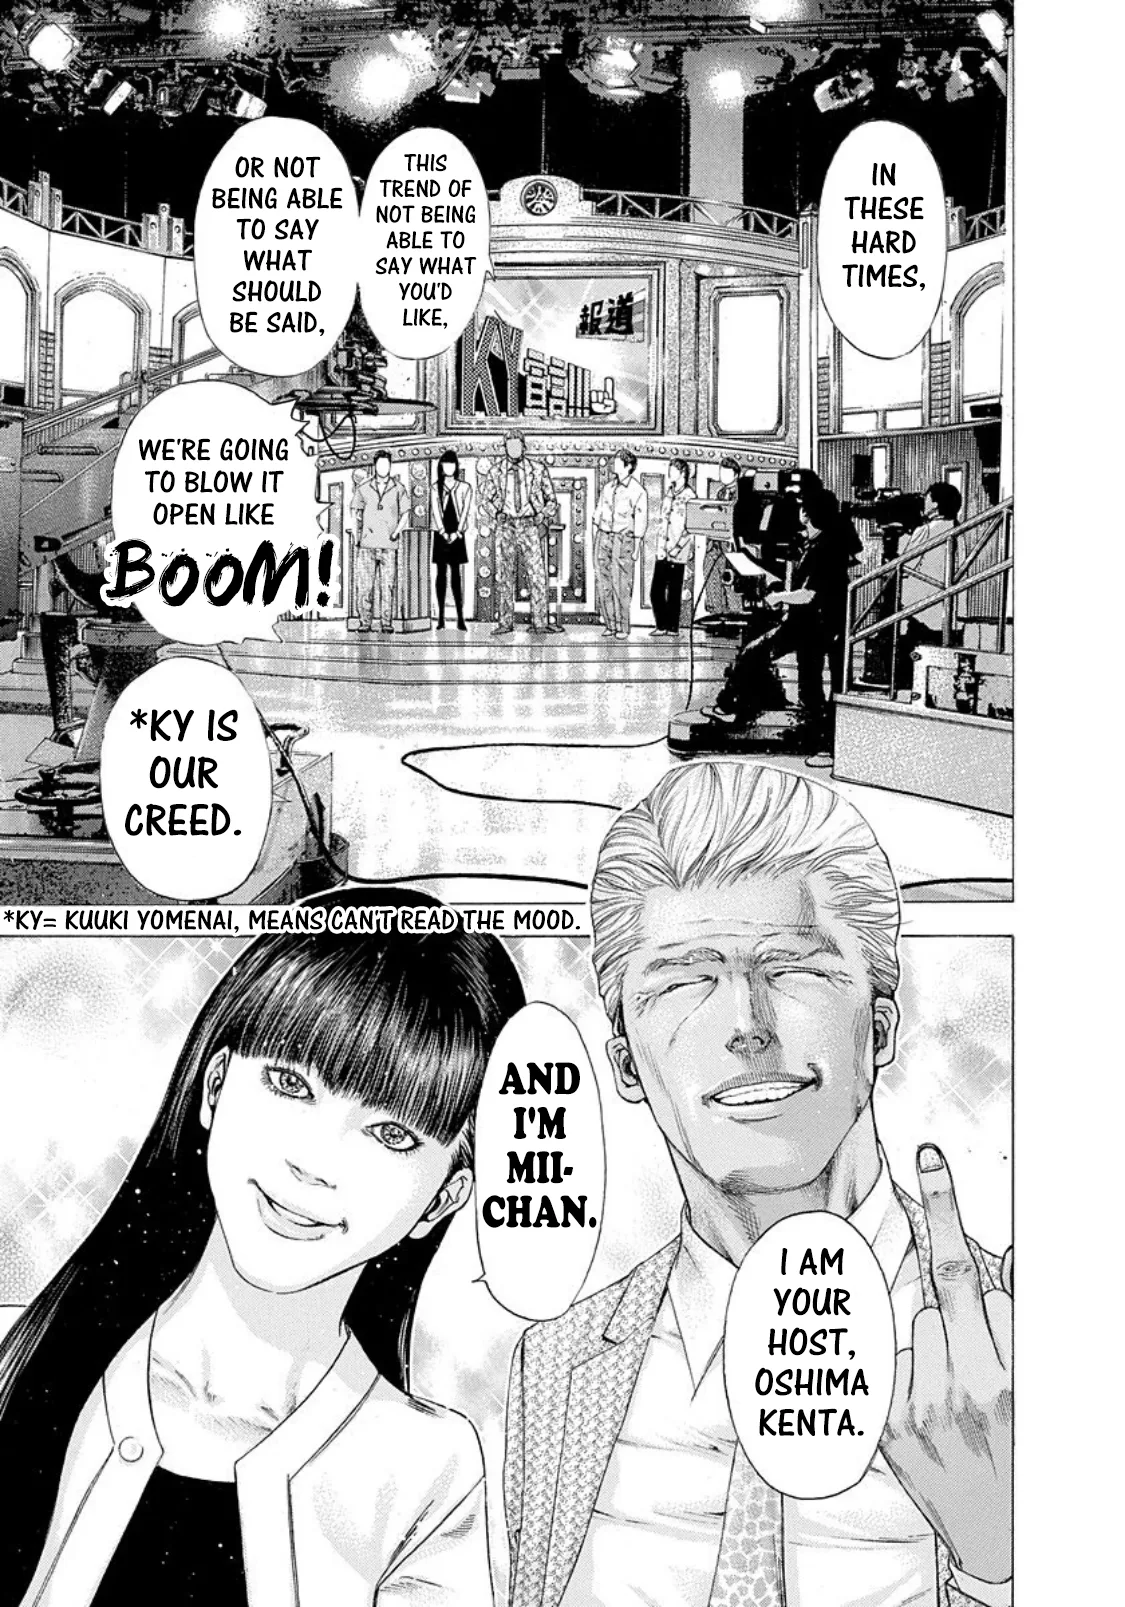 IN
THESE
HARD
TIMES,
THIS
TREND OF
NOT BEING
ABLE TO
SAY WHAT
YOU'D
LIKE,
OR NOT
BEING ABLE
TO SAY
WHAT
SHOULD
BE SAID,
報道
KY
WE'RE GOING
TO BLOW IT
OPEN LIKE
BOOM!
*KY IS
OUR
CREED.
*KY= KUUKI YOMENAI, MEANS CAN'T READ THE MOOD.
I AM
YOUR
HOST,
OSHIMA
KENTA.
AND
I'M
MII-
CHAN.